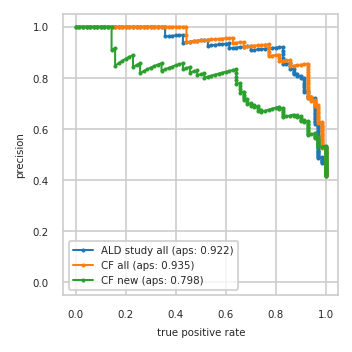 1.0
0.8
0.6
0.4
0.2
0.0
precision
ALD study all (aps: 0.922)
CF all (aps: 0.935)
CF new (aps: 0.798)
0.0 0.2 0.4 0.6 0.8 1.0
true positive rate